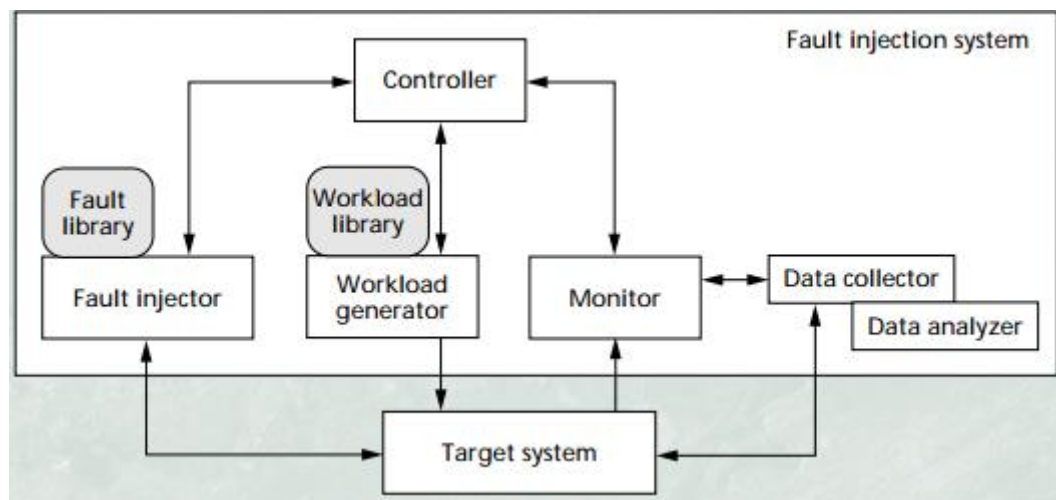 Fault injection system
Controller
Fault
library
Workload
library
Fault injector
Workload
generator
Monitor
Data collector
Data analyzer
Target system